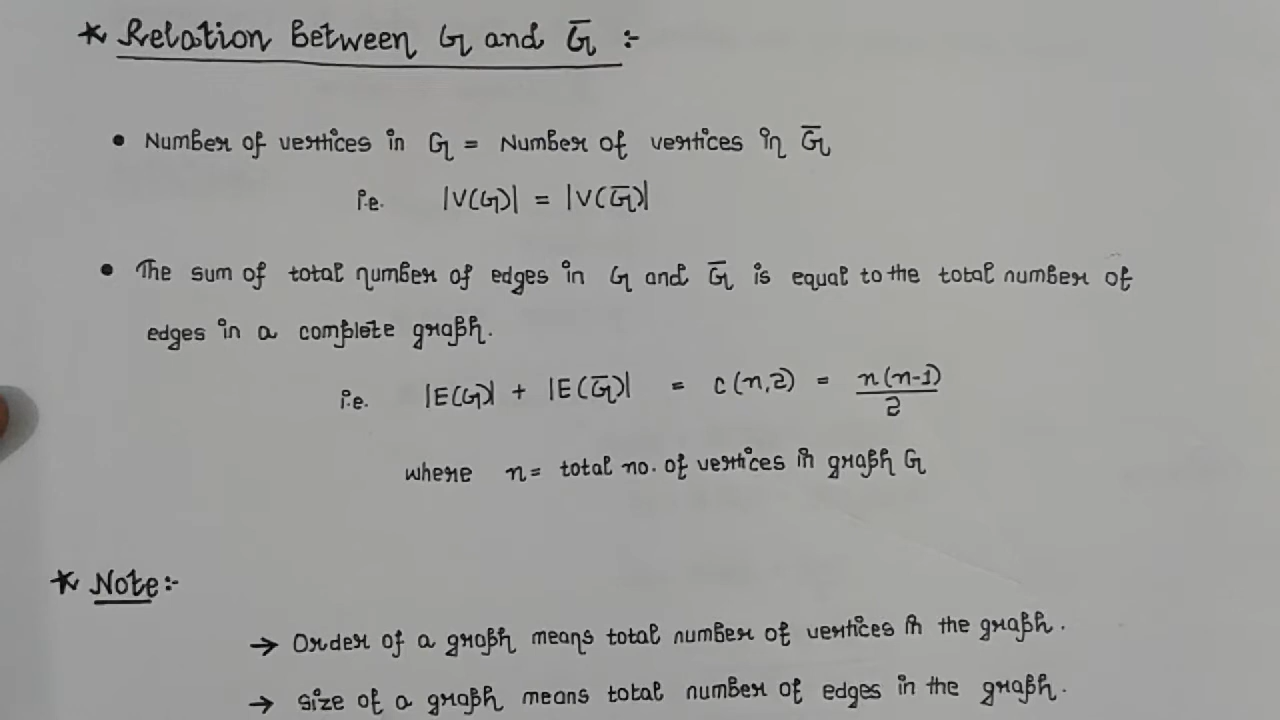 * Relation Between G and G̅ :-
• Number of vertices in G = Number of vertices in G̅
i.e. |V(G)| = |V(G̅)|
• The sum of total number of edges in G and G̅ is equal to the total number of
edges in a complete graph.
i.e. |E(G)| + |E(G̅)| = C(n,2) = n(n-1)/2
where n = total no. of vertices in graph G
* Note:-
→ Order of a graph means total number of vertices in the graph.
→ Size of a graph means total number of edges in the graph.